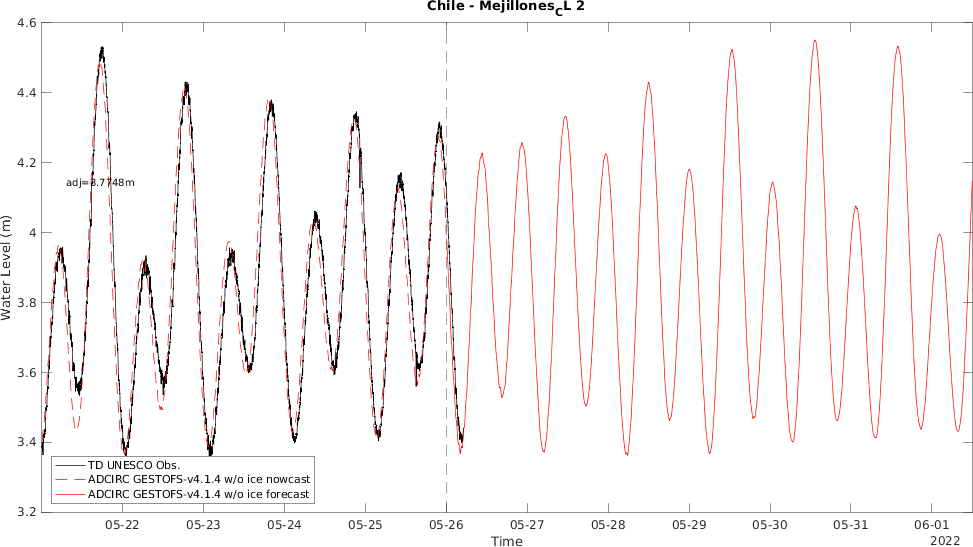 Chile - Mejillones_CL 2
4.6
4.4
4.2
4
3.8
3.6
3.4
3.2
Water Level (m)
adj=3.7748m
TD UNESCO Obs.
ADCIRC GESTOFS-v4.1.4 w/o ice nowcast
ADCIRC GESTOFS-v4.1.4 w/o ice forecast
05-22
05-23
05-24
05-25
05-26
05-27
05-28
05-29
05-30
05-31
06-01
Time
2022